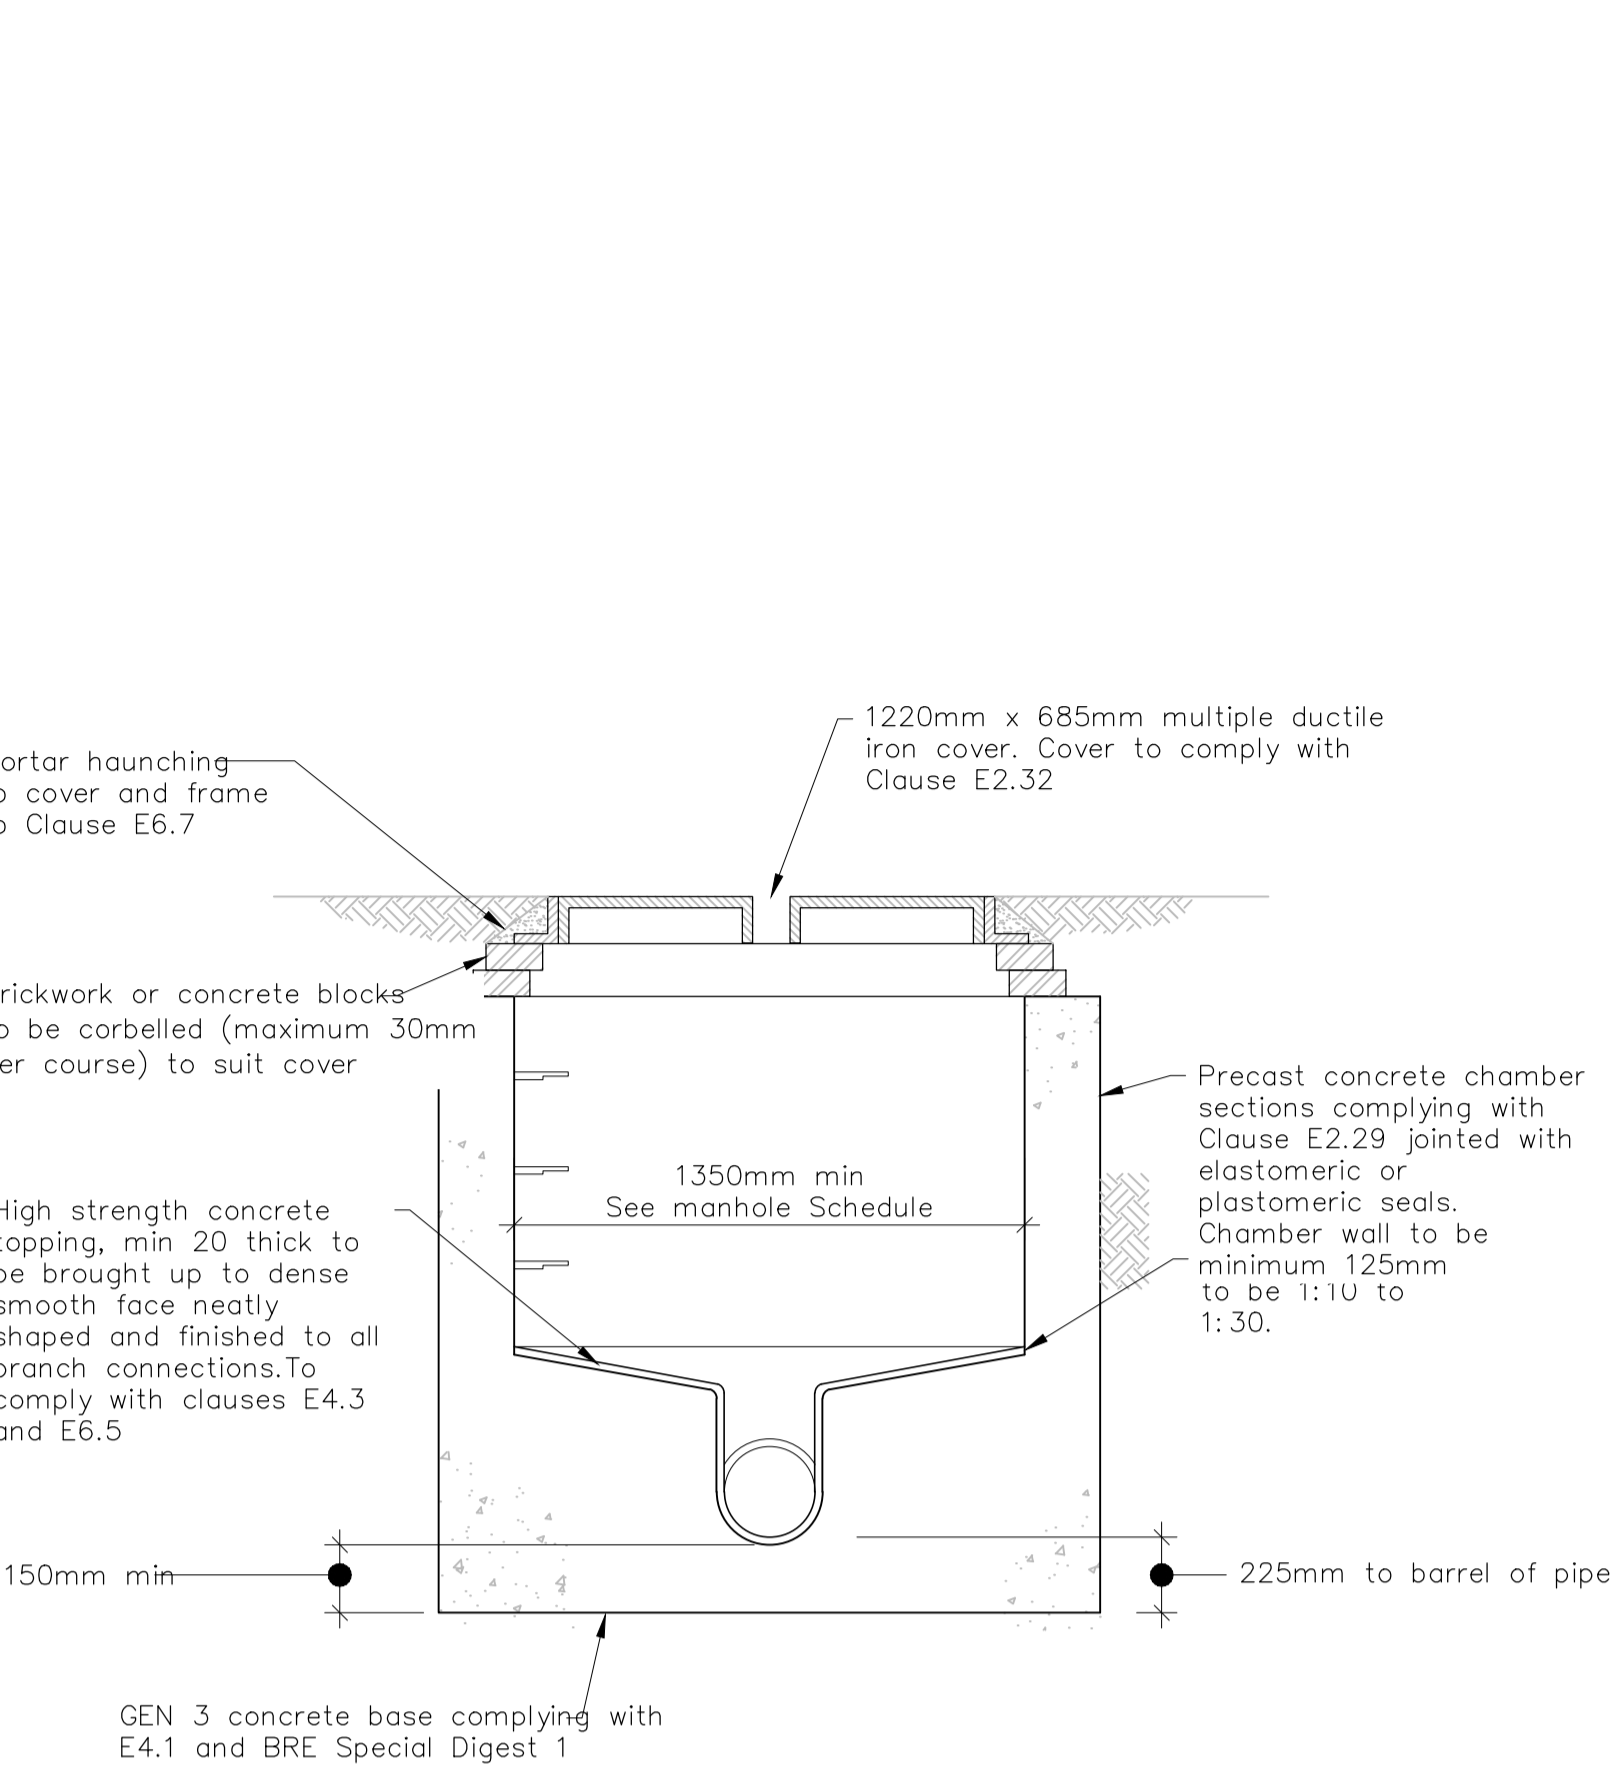 1220mm x 685mm multiple ductile
iron cover. Cover to comply with
Clause E2.32
ortar haunching
o cover and frame
o Clause E6.7
rickwork or concrete blocks
o be corbelled (maximum 30mm
er course) to suit cover
Precast concrete chamber
sections complying with
Clause E2.29 jointed with
elastomeric or
plastomeric seals.
Chamber wall to be
minimum 125mm
to be 1:10 to
1:30.
1350mm min
See manhole Schedule
High strength concrete
topping, min 20 thick to
be brought up to dense
smooth face neatly
shaped and finished to all
branch connections.To
comply with clauses E4.3
and E6.5
150mm min
225mm to barrel of pipe
GEN 3 concrete base complying with
E4.1 and BRE Special Digest 1